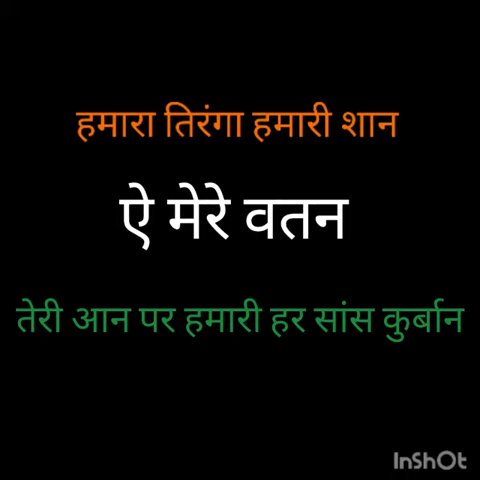 हमारा तिरंगा हमारी शान
ऐ मेरे वतन
तेरी आन पर हमारी हर सांस कुर्बान
InShOt